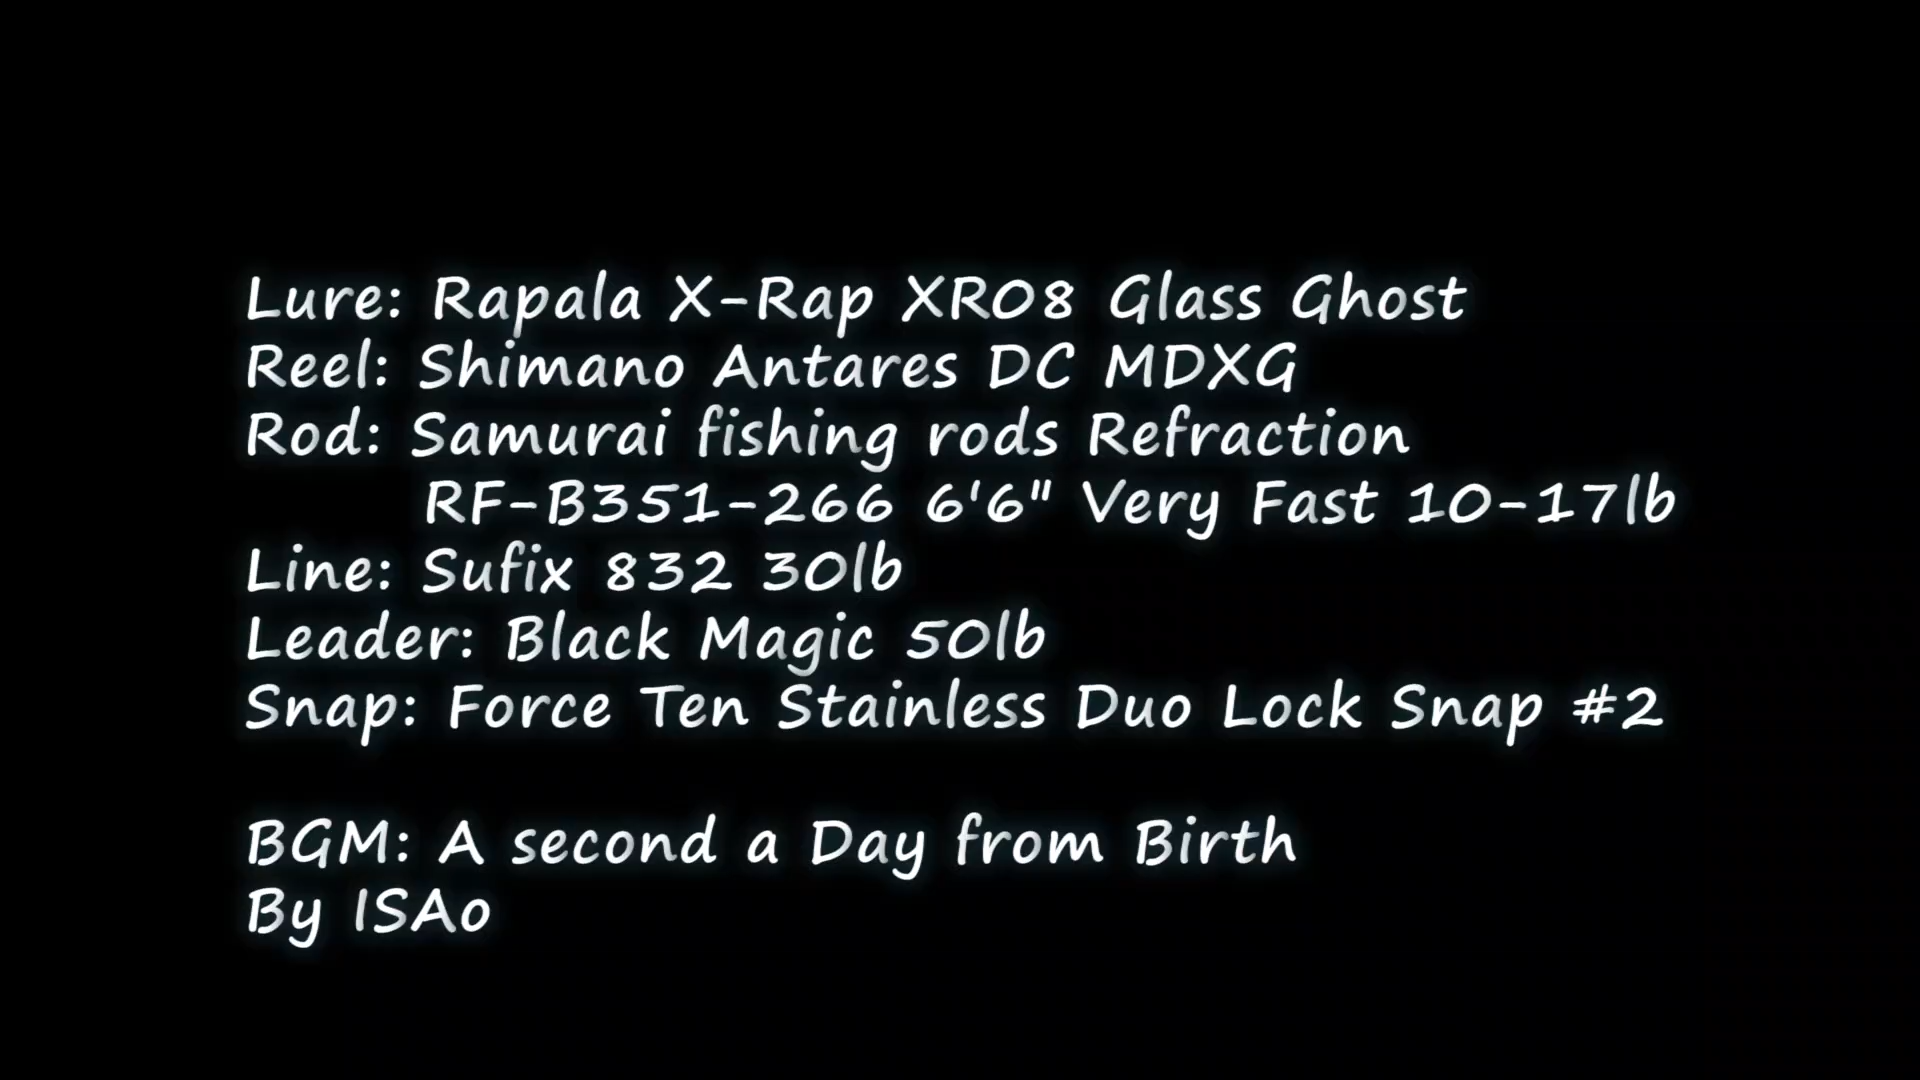 Lure: Rapala X-Rap XR08 Glass Ghost
Reel: Shimano Antares DC MDXG
Rod: Samurai fishing rods Refraction
RF-B351-266 6'6" Very Fast 10-17lb
Line: Sufix 832 30lb
Leader: Black Magic 50lb
Snap: Force Ten Stainless Duo Lock Snap #2
BGM: A second a Day from Birth
By ISAo